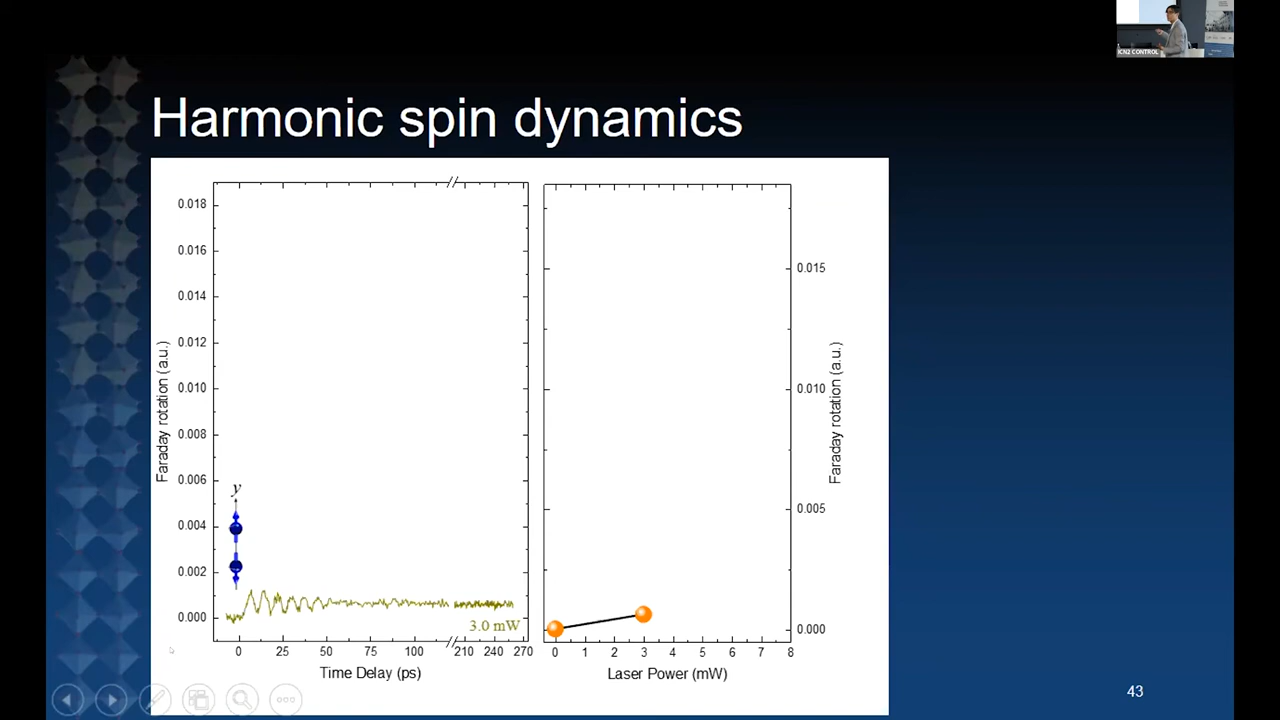 ICN2 CONTROL
Harmonic spin dynamics
0.018
0.016
0.014
0.012
0.010
0.008
0.006
0.004
0.002
0.000
Faraday rotation (a.u.)
y
3.0 mW
0 25 50 75 100 210 240 270
Time Delay (ps)
0.015
0.010
0.005
0.000
Faraday rotation (a.u.)
0 1 2 3 4 5 6 7 8
Laser Power (mW)
43